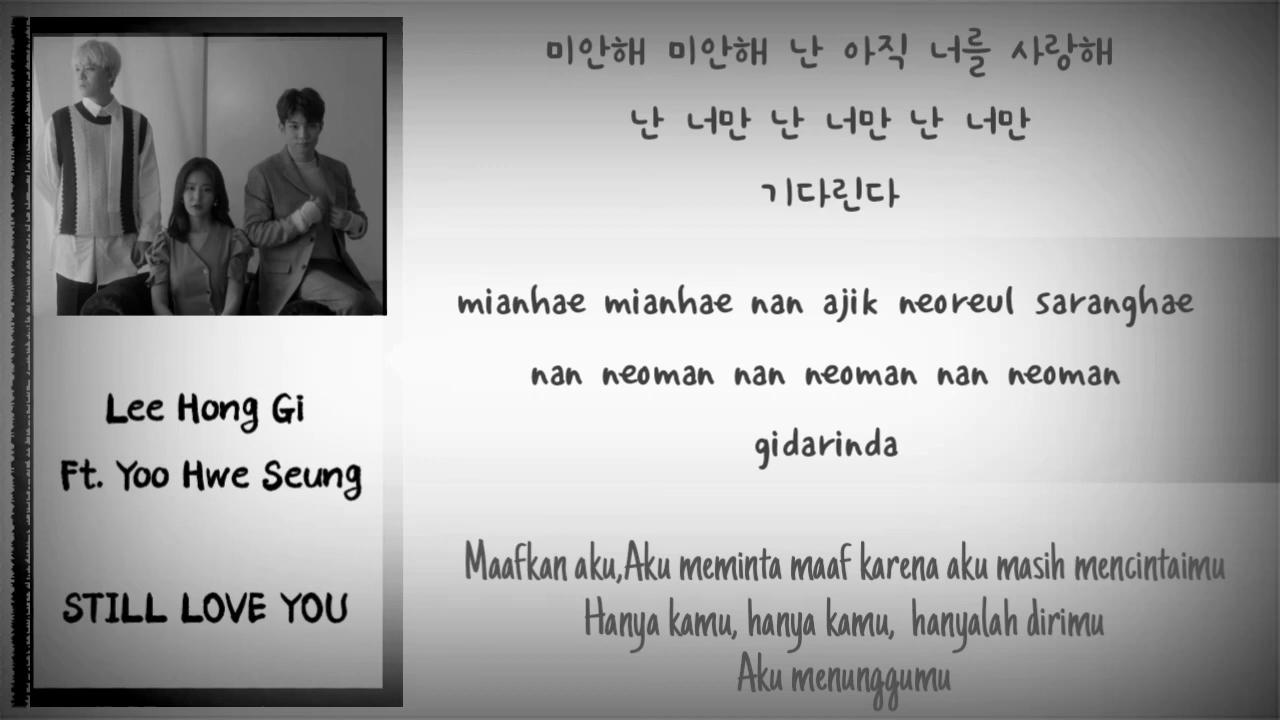 Lee Hong Gi
Ft. Yoo Hwe Seung
STILL LOVE YOU
미안해 미안해 난 아직 너를 사랑해
난 너만 난 너만 난 너만
기다린다
mianhae mianhae nan ajik neoreul saranghae
nan neoman nan neoman nan neoman
gidarinda
Maafkan aku,Aku meminta maaf karena aku masih mencintaimu
Hanya kamu, hanya kamu, hanyalah dirimu
Aku menunggumu